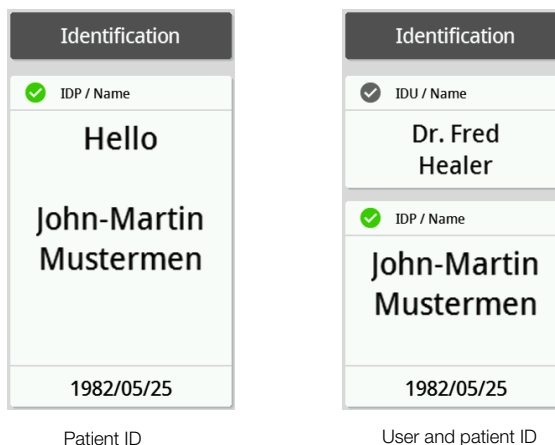 Identification
IDP / Name
Hello
John-Martin
Mustermen
1982/05/25
Patient ID
Identification
IDU / Name
Dr. Fred
Healer
IDP / Name
John-Martin
Mustermen
1982/05/25
User and patient ID